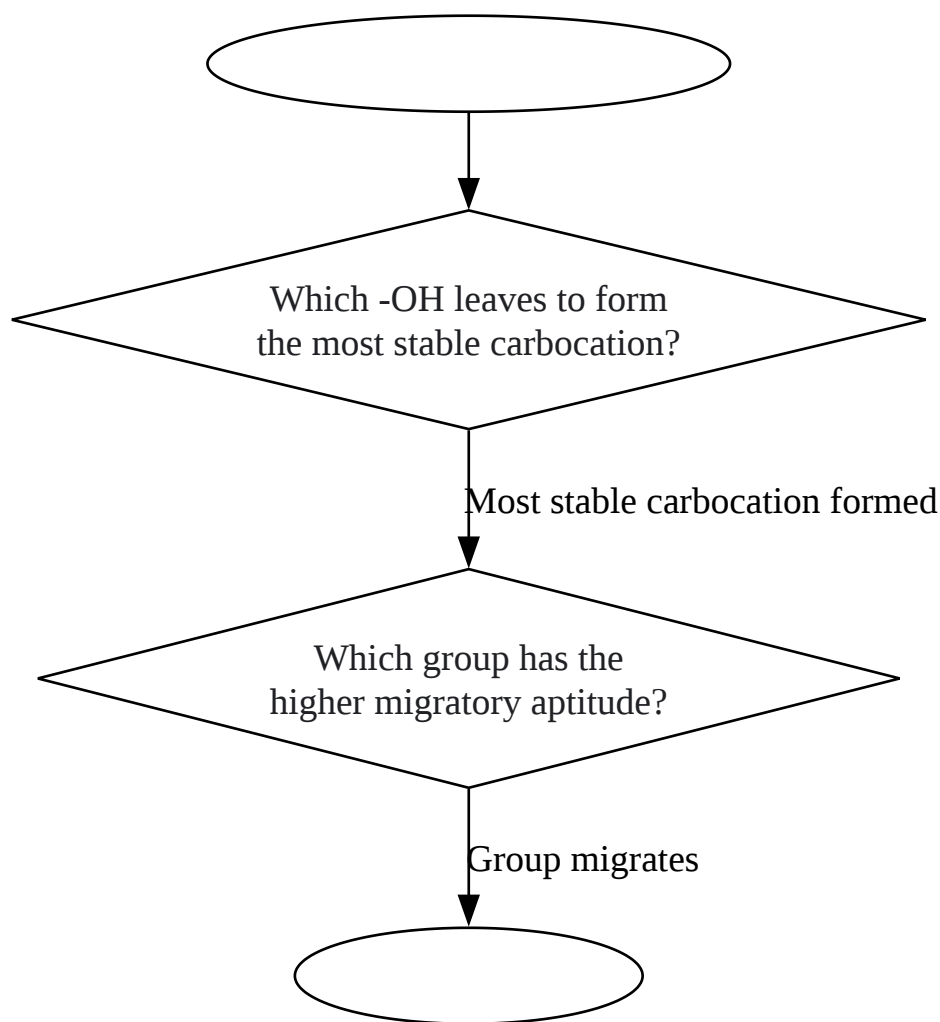 Which -OH leaves to form
the most stable carbocation?
Most stable carbocation formed
Which group has the
higher migratory aptitude?
Group migrates